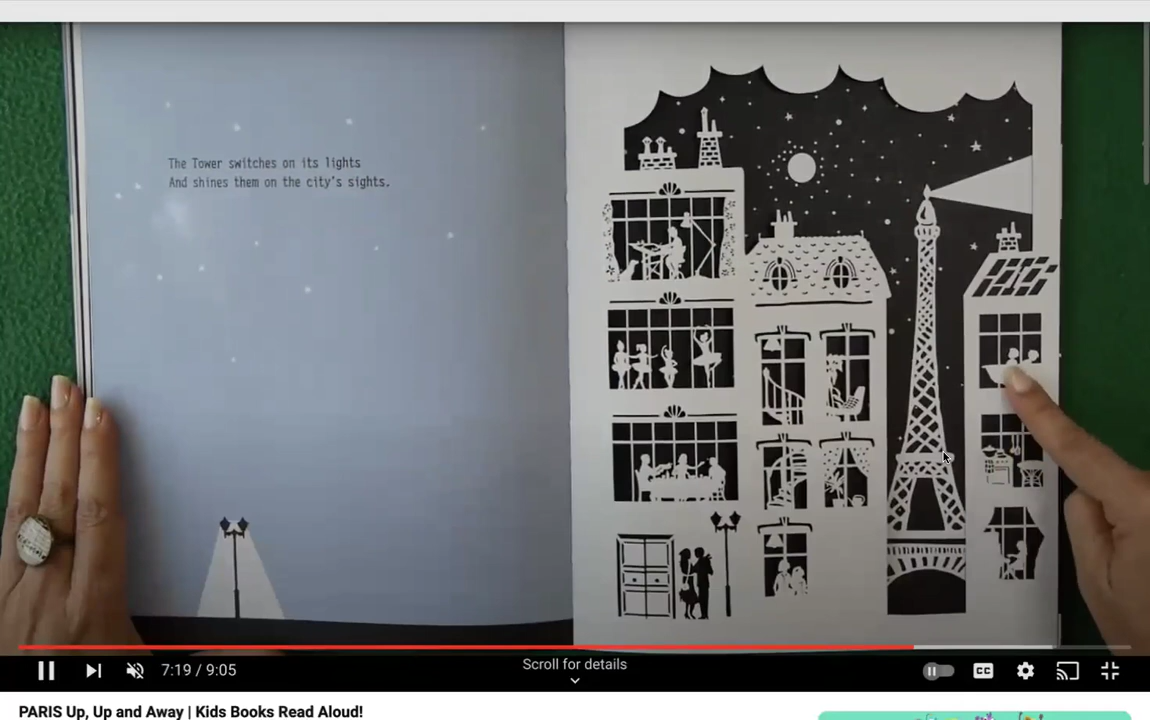 The Tower switches on its lights
And shines them on the city's sights.
7:19 / 9:05
Scroll for details
CC
PARIS Up, Up and Away | Kids Books Read Aloud!